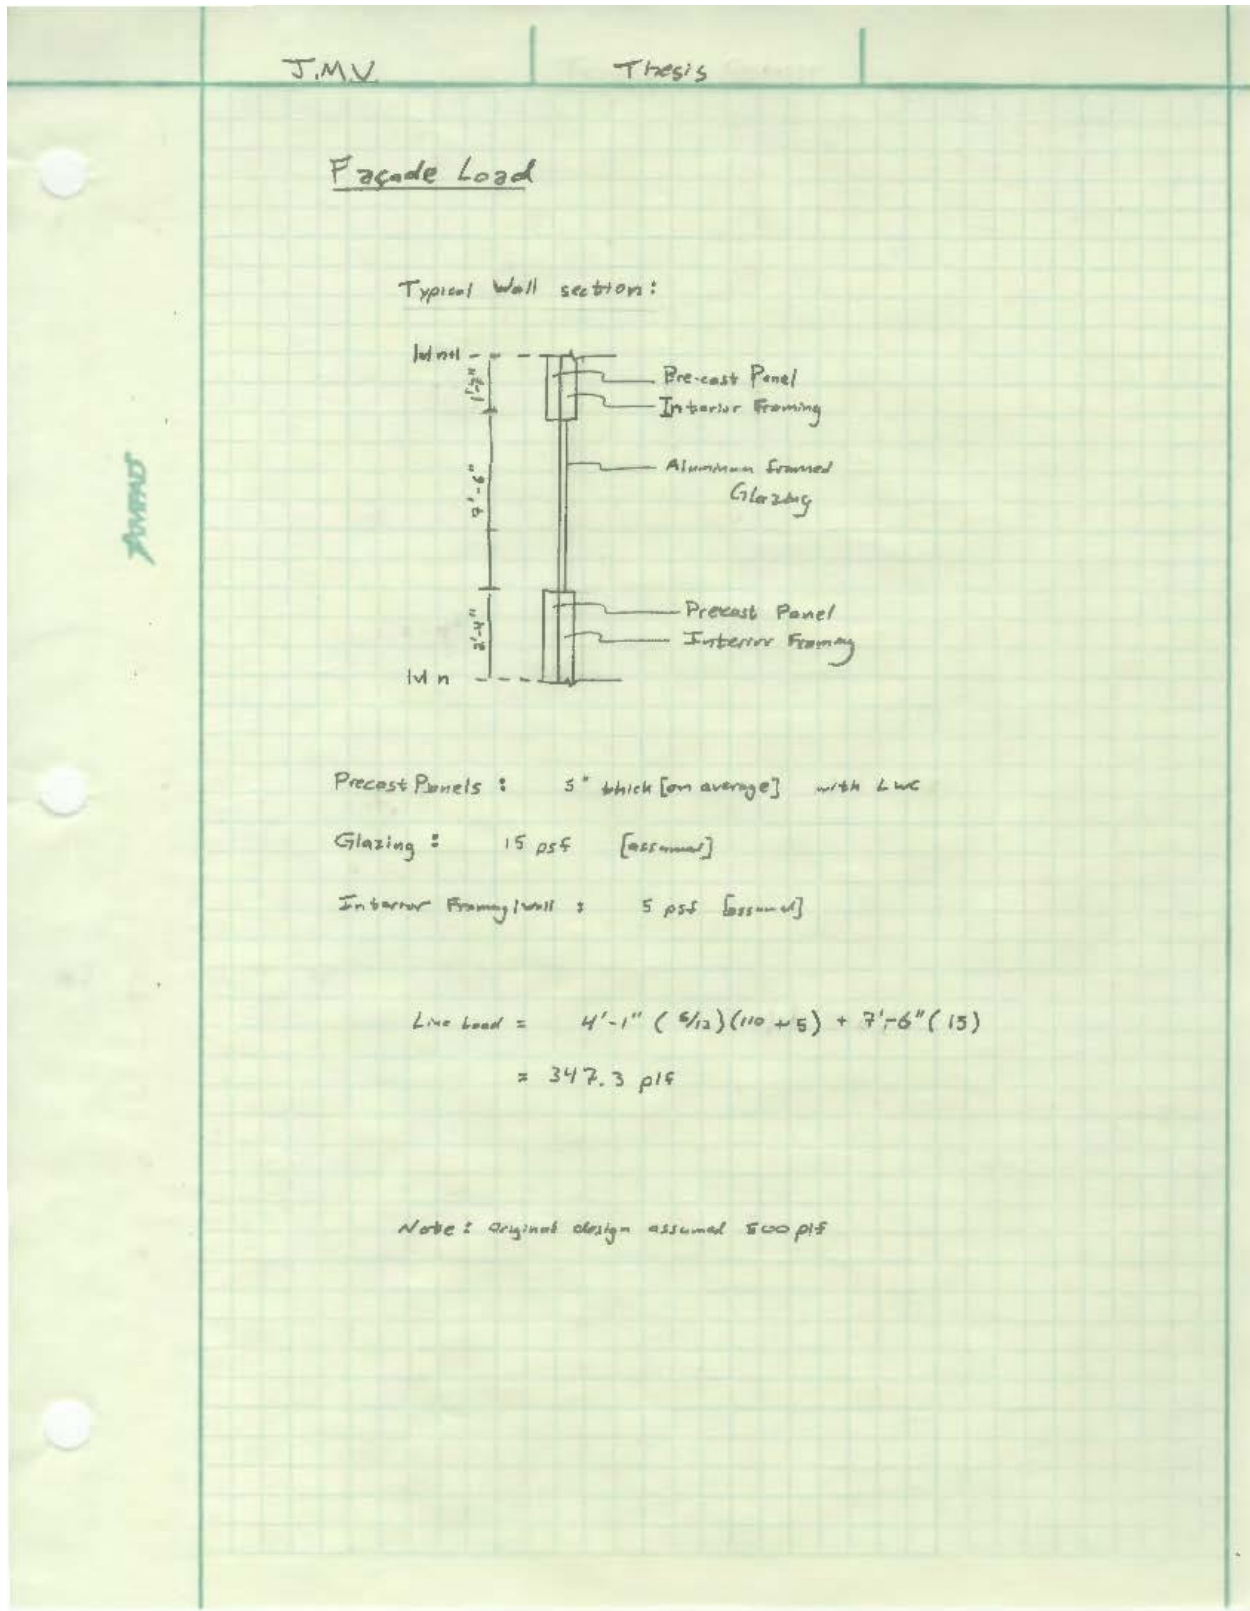 J.M.V. Thesis
Façade Load
Typical Wall section:
lvl n+1
1'-7"
Pre-cast Panel
Interior Framing
7'-6"
Aluminum framed
Glazing
Precast Panel
Interior Framing
lvl n
Precast Panels : 5" thick [on average] with LWC
Glazing : 15 psf [assumed]
Interior Framing/wall : 5 psf [assumed]
Line Load = 4'-1" (5/12)(110 + 5) + 7'-6" (15)
= 347.3 plf
Note : Original design assumed 500 plf
AMPAD